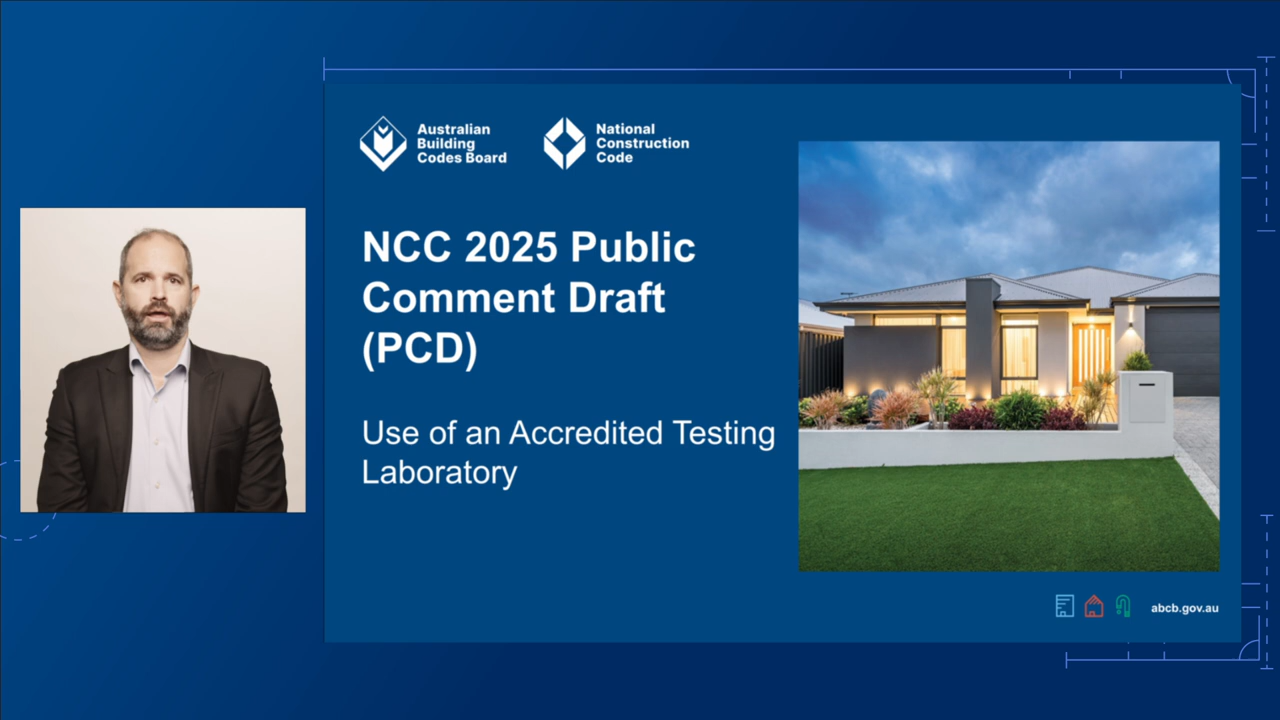 Australian
Building
Codes Board
National
Construction
Code
NCC 2025 Public
Comment Draft
(PCD)
Use of an Accredited Testing
Laboratory
abcb.gov.au